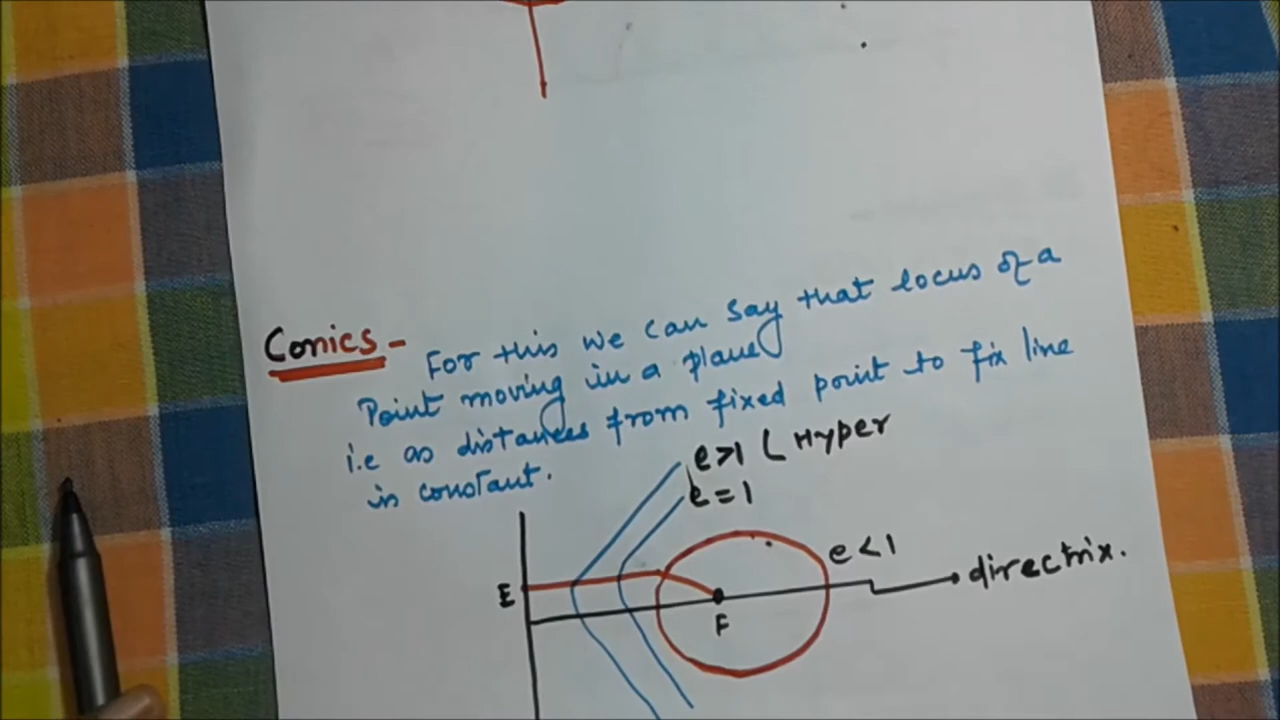 Conics - For this we can say that locus of a
Point moving in a plane
i.e as distances from fixed point to fix line
is constant.
e>1 ( Hyper
e=1
e<1
directrix.
E
F